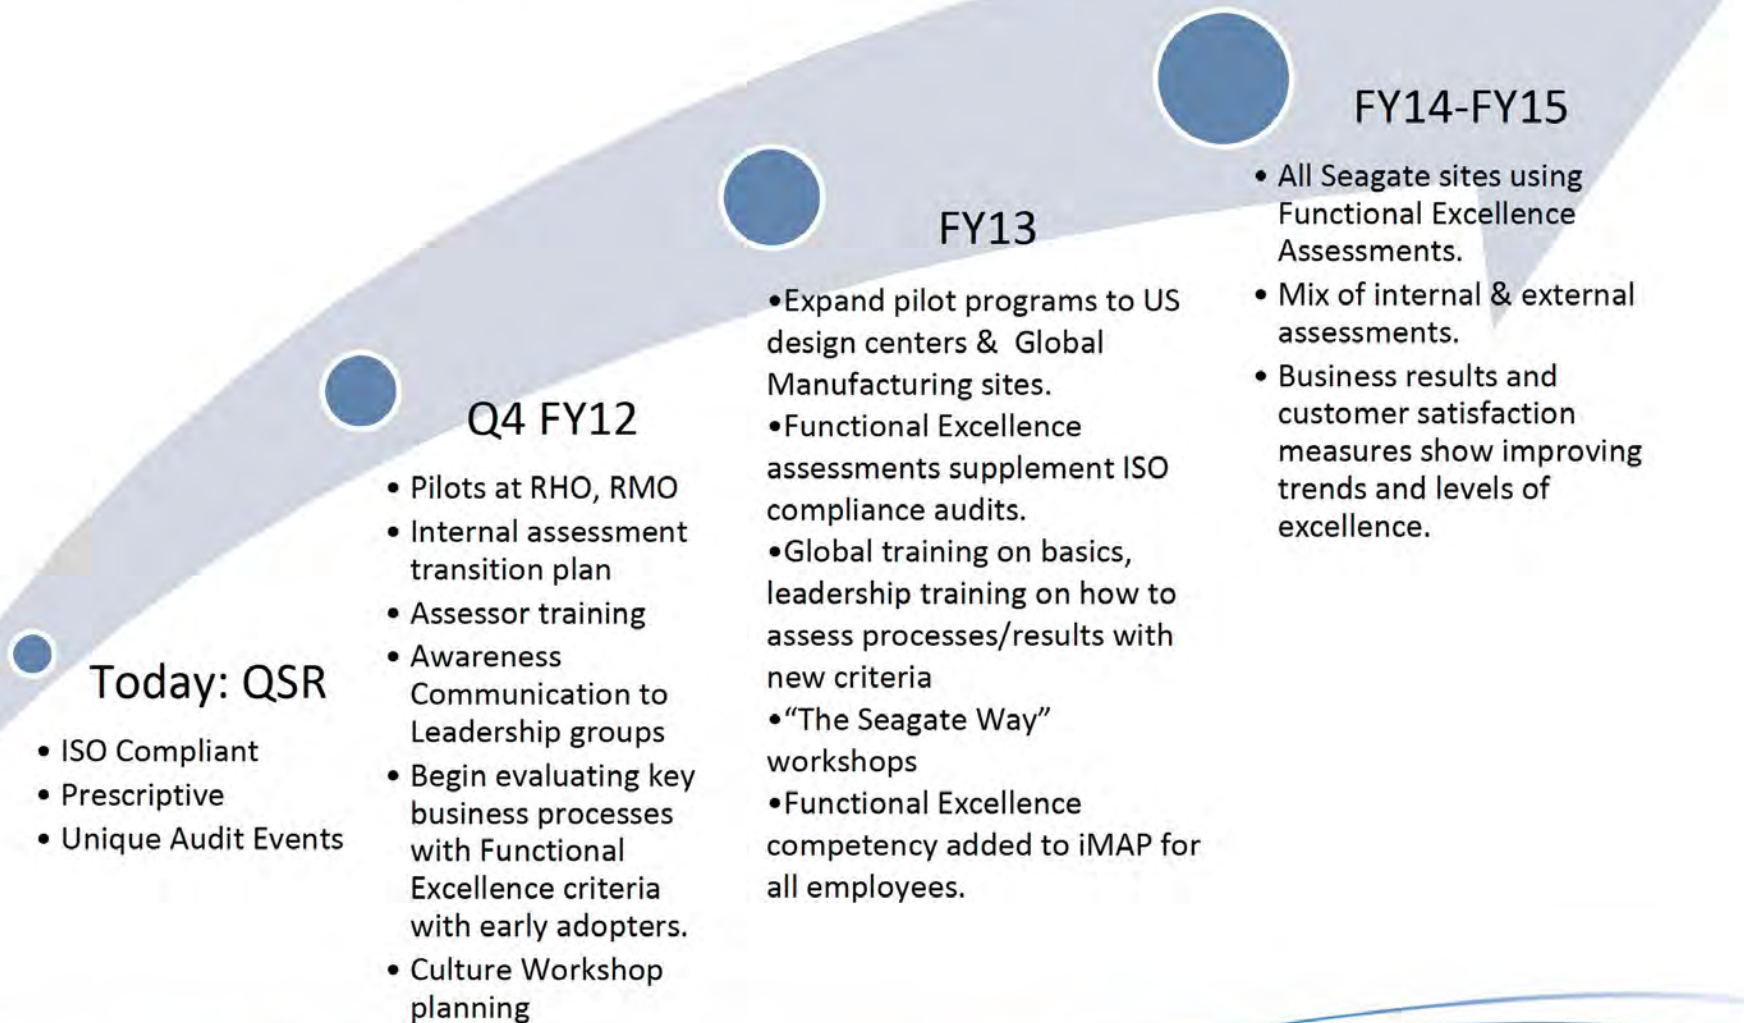 Today: QSR
• ISO Compliant
• Prescriptive
• Unique Audit Events
Q4 FY12
• Pilots at RHO, RMO
• Internal assessment
transition plan
• Assessor training
• Awareness
Communication to
Leadership groups
• Begin evaluating key
business processes
with Functional
Excellence criteria
with early adopters.
• Culture Workshop
planning
FY13
•Expand pilot programs to US
design centers &  Global
Manufacturing sites.
•Functional Excellence
assessments supplement ISO
compliance audits.
•Global training on basics,
leadership training on how to
assess processes/results with
new criteria
•“The Seagate Way”
workshops
•Functional Excellence
competency added to iMAP for
all employees.
FY14-FY15
• All Seagate sites using
Functional Excellence
Assessments.
• Mix of internal & external
assessments.
• Business results and
customer satisfaction
measures show improving
trends and levels of
excellence.